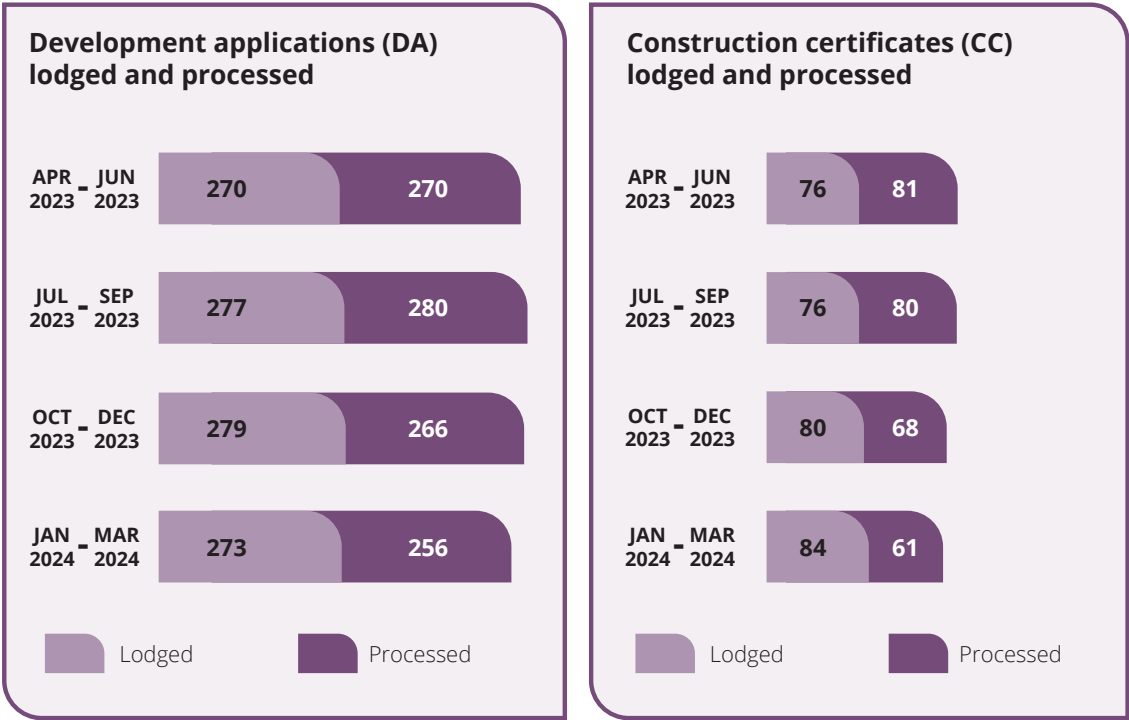 Development applications (DA)
lodged and processed
APR - JUN
2023 2023
270 270
JUL - SEP
2023 2023
277 280
OCT - DEC
2023 2023
279 266
JAN - MAR
2024 2024
273 256
Lodged Processed
Construction certificates (CC)
lodged and processed
APR - JUN
2023 2023
76 81
JUL - SEP
2023 2023
76 80
OCT - DEC
2023 2023
80 68
JAN - MAR
2024 2024
84 61
Lodged Processed